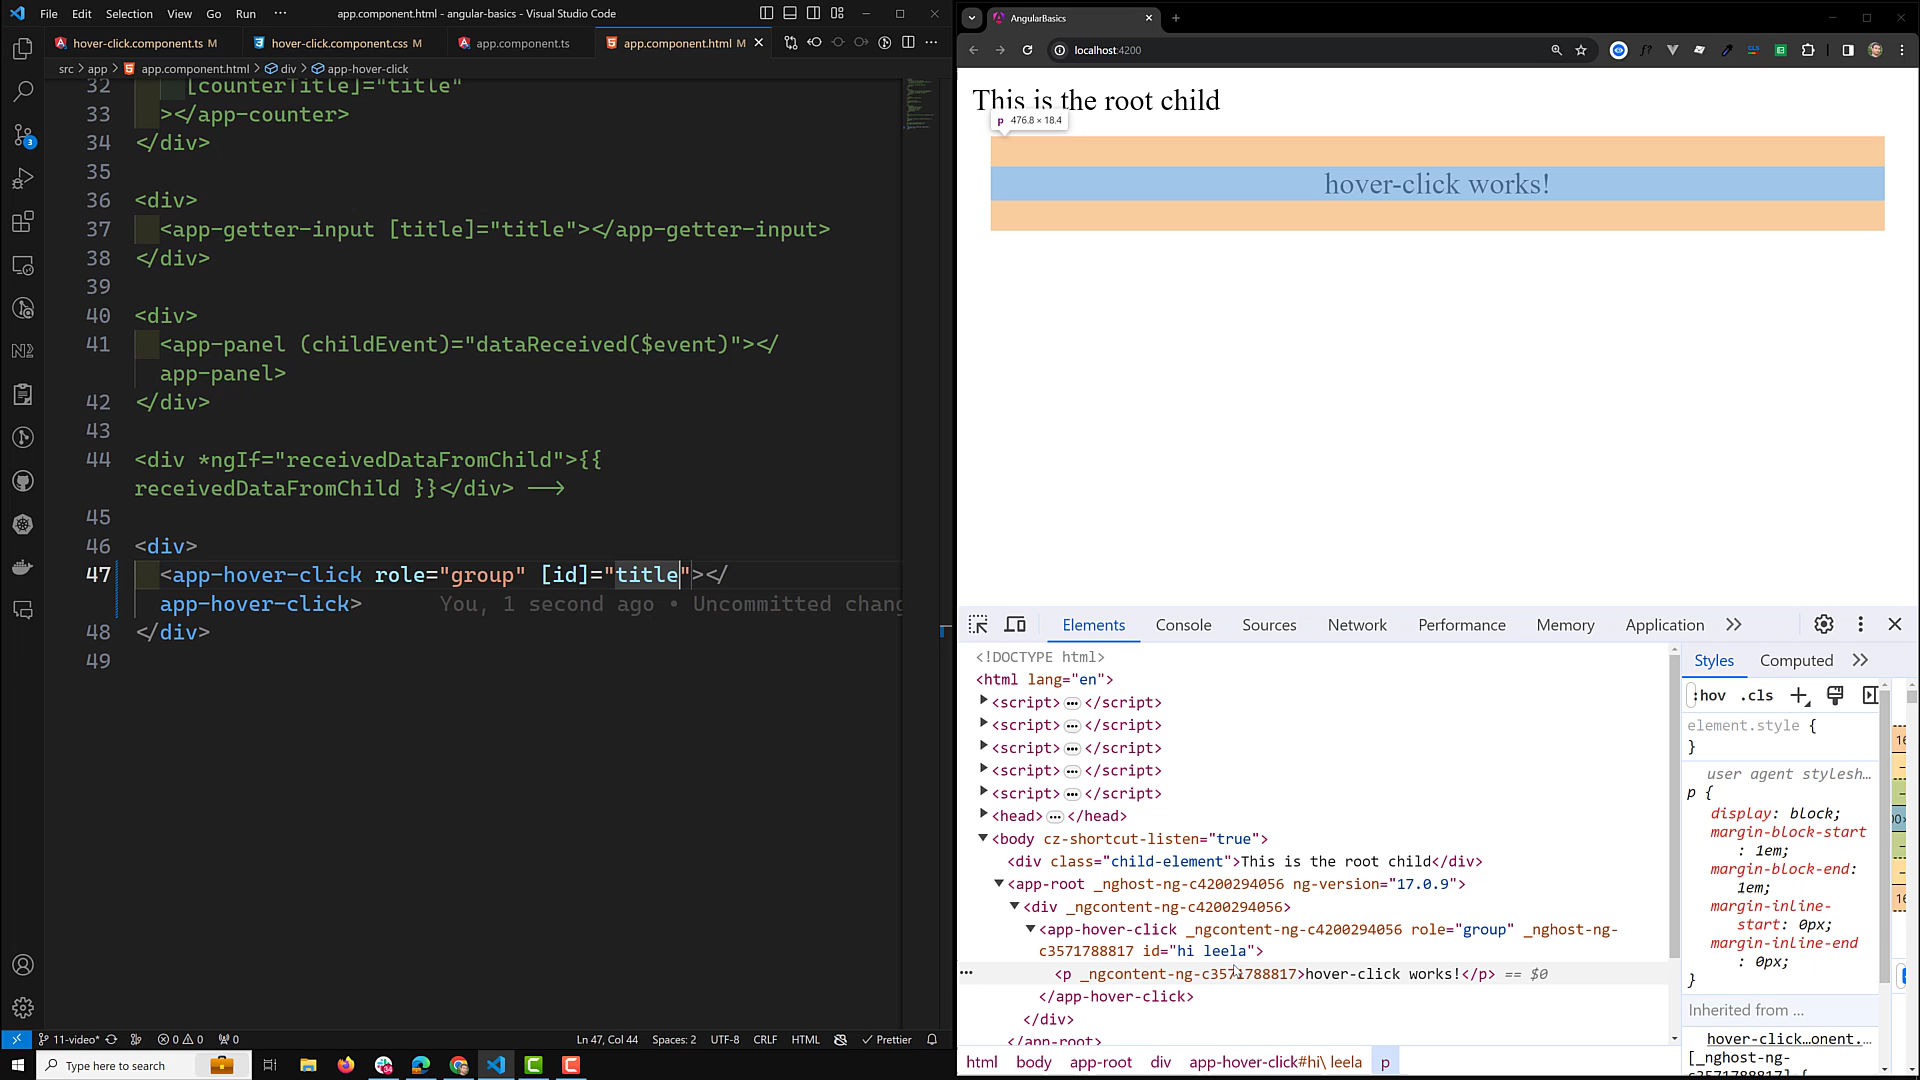 File Edit Selection View Go Run ··· app.component.html - angular-basics - Visual Studio Code
hover-click.component.ts M hover-click.component.css M app.component.ts app.component.html M
src > app > app.component.html > div > app-hover-click
32 [counterTitle]="title"
33 ></app-counter>
34 </div>
35
36 <div>
37 <app-getter-input [title]="title"></app-getter-input>
38 </div>
39
40 <div>
41 <app-panel (childEvent)="dataReceived($event)"></
app-panel>
42 </div>
43
44 <div *ngIf="receivedDataFromChild">{{
receivedDataFromChild }}</div> -->
45
46 <div>
47 <app-hover-click role="group" [id]="title"></
app-hover-click> You, 1 second ago • Uncommitted chang
48 </div>
49
3
11-video* 0 0 0 Ln 47, Col 44 Spaces: 2 UTF-8 CRLF HTML Prettier
Type here to search
AngularBasics
localhost:4200
This is the root child
p 476.8 × 18.4
hover-click works!
Elements Console Sources Network Performance Memory Application
<!DOCTYPE html>
<html lang="en">
<script> ··· </script>
<script> ··· </script>
<script> ··· </script>
<script> ··· </script>
<script> ··· </script>
<head> ··· </head>
<body cz-shortcut-listen="true">
<div class="child-element">This is the root child</div>
<app-root _nghost-ng-c4200294056 ng-version="17.0.9">
<div _ngcontent-ng-c4200294056>
<app-hover-click _ngcontent-ng-c4200294056 role="group" _nghost-ng-
c3571788817 id="hi leela">
··· <p _ngcontent-ng-c3571788817>hover-click works!</p> == $0
</app-hover-click>
</div>
</app-root>
html body app-root div app-hover-click#hi\ leela p
Styles Computed
:hov .cls
element.style {
}
user agent stylesh…
p {
display: block;
margin-block-start
: 1em;
margin-block-end:
1em;
margin-inline-
start: 0px;
margin-inline-end
: 0px;
}
Inherited from …
hover-click…onent.…
[_nghost-ng-